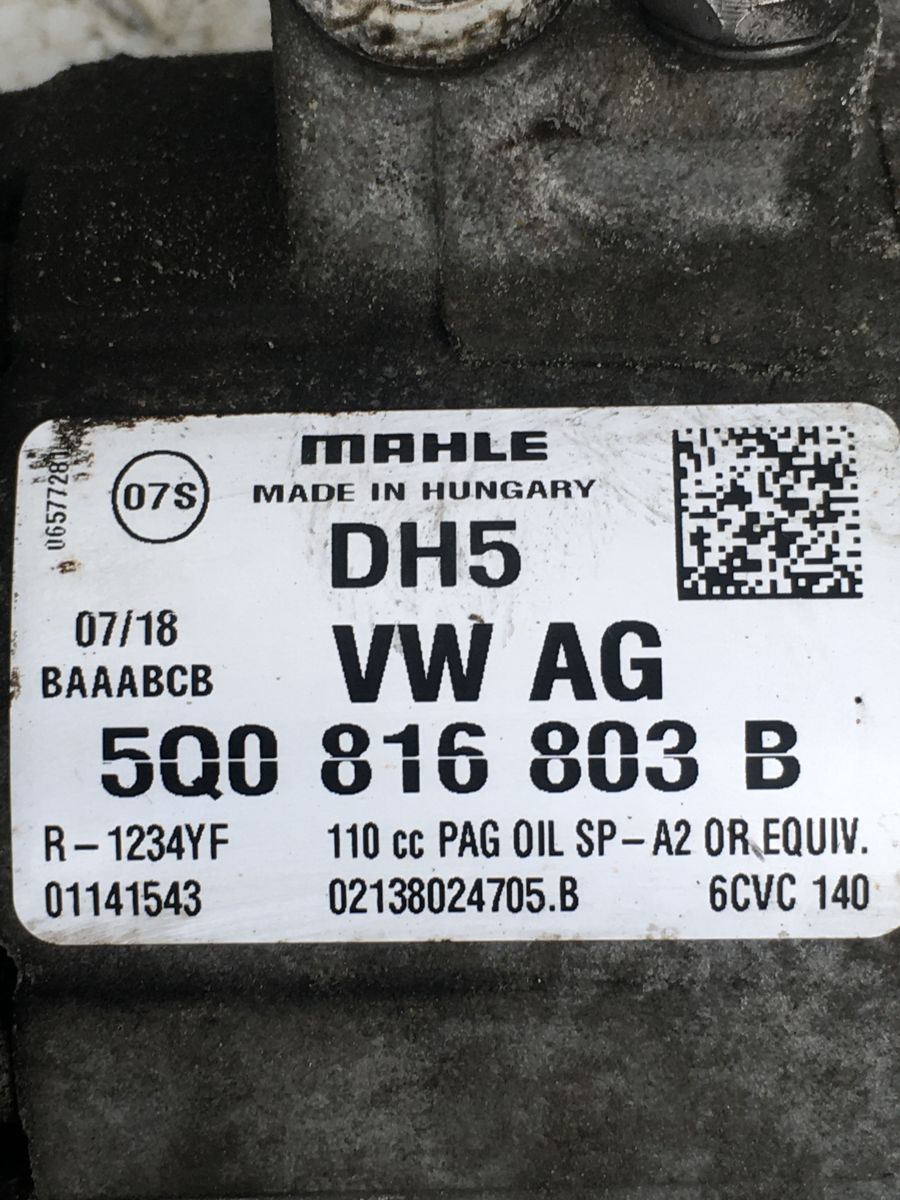 MAHLE
MADE IN HUNGARY
07S
DH5
07/18
VW AG
BAAABCB
5Q0 816 803 B
R-1234YF 110 cc PAG OIL SP-A2 OR EQUIV.
01141543 02138024705.B 6CVC 140